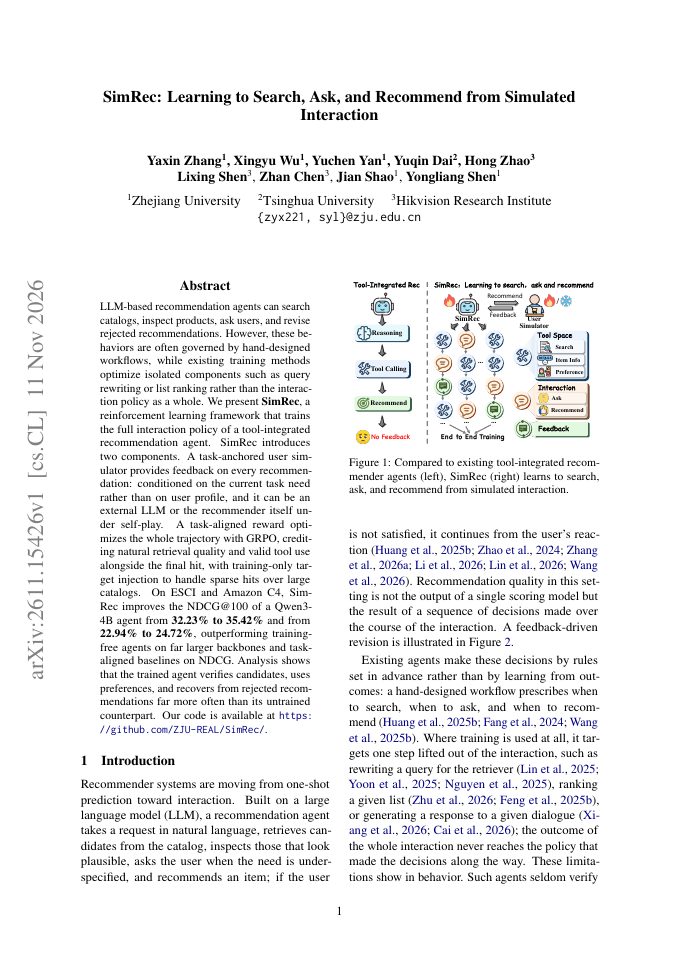 SimRec: Learning to Search, Ask, and Recommend from Simulated
Interaction
Yaxin Zhang1, Xingyu Wu1, Yuchen Yan1, Yuqin Dai2, Hong Zhao3
Lixing Shen3, Zhan Chen3, Jian Shao1, Yongliang Shen1
1Zhejiang University 2Tsinghua University 3Hikvision Research Institute
{zyx221, syl}@zju.edu.cn
arXiv:2611.15426v1 [cs.CL] 11 Nov 2026
Abstract
LLM-based recommendation agents can search
catalogs, inspect products, ask users, and revise
rejected recommendations. However, these be-
haviors are often governed by hand-designed
workflows, while existing training methods
optimize isolated components such as query
rewriting or list ranking rather than the interac-
tion policy as a whole. We present SimRec, a
reinforcement learning framework that trains
the full interaction policy of a tool-integrated
recommendation agent. SimRec introduces
two components. A task-anchored user sim-
ulator provides feedback on every recommen-
dation: conditioned on the current task need
rather than on user profile, and it can be an
external LLM or the recommender itself un-
der self-play. A task-aligned reward opti-
mizes the whole trajectory with GRPO, credit-
ing natural retrieval quality and valid tool use
alongside the final hit, with training-only tar-
get injection to handle sparse hits over large
catalogs. On ESCI and Amazon C4, Sim-
Rec improves the NDCG@100 of a Qwen3-
4B agent from 32.23% to 35.42% and from
22.94% to 24.72%, outperforming training-
free agents on far larger backbones and task-
aligned baselines on NDCG. Analysis shows
that the trained agent verifies candidates, uses
preferences, and recovers from rejected recom-
mendations far more often than its untrained
counterpart. Our code is available at https:
//github.com/ZJU-REAL/SimRec/.
1 Introduction
Recommender systems are moving from one-shot
prediction toward interaction. Built on a large
language model (LLM), a recommendation agent
takes a request in natural language, retrieves can-
didates from the catalog, inspects those that look
plausible, asks the user when the need is under-
specified, and recommends an item; if the user
Tool-Integrated Rec
Reasoning
Tool Calling
Recommend
No Feedback
SimRec: Learning to search, ask and recommend
Recommend
Feedback
SimRec
User
Simulator
Tool Space
Search
Item Info
Preference
Interaction
Ask
Recommend
Feedback
End to End Training
Figure 1: Compared to existing tool-integrated recom-
mender agents (left), SimRec (right) learns to search,
ask, and recommend from simulated interaction.
is not satisfied, it continues from the user's reac-
tion (Huang et al., 2025b; Zhao et al., 2024; Zhang
et al., 2026a; Li et al., 2026; Lin et al., 2026; Wang
et al., 2026). Recommendation quality in this set-
ting is not the output of a single scoring model but
the result of a sequence of decisions made over
the course of the interaction. A feedback-driven
revision is illustrated in Figure 2.
Existing agents make these decisions by rules
set in advance rather than by learning from out-
comes: a hand-designed workflow prescribes when
to search, when to ask, and when to recom-
mend (Huang et al., 2025b; Fang et al., 2024; Wang
et al., 2025b). Where training is used at all, it tar-
gets one step lifted out of the interaction, such as
rewriting a query for the retriever (Lin et al., 2025;
Yoon et al., 2025; Nguyen et al., 2025), ranking
a given list (Zhu et al., 2026; Feng et al., 2025b),
or generating a response to a given dialogue (Xi-
ang et al., 2026; Cai et al., 2026); the outcome of
the whole interaction never reaches the policy that
made the decisions along the way. These limita-
tions show in behavior. Such agents seldom verify
1